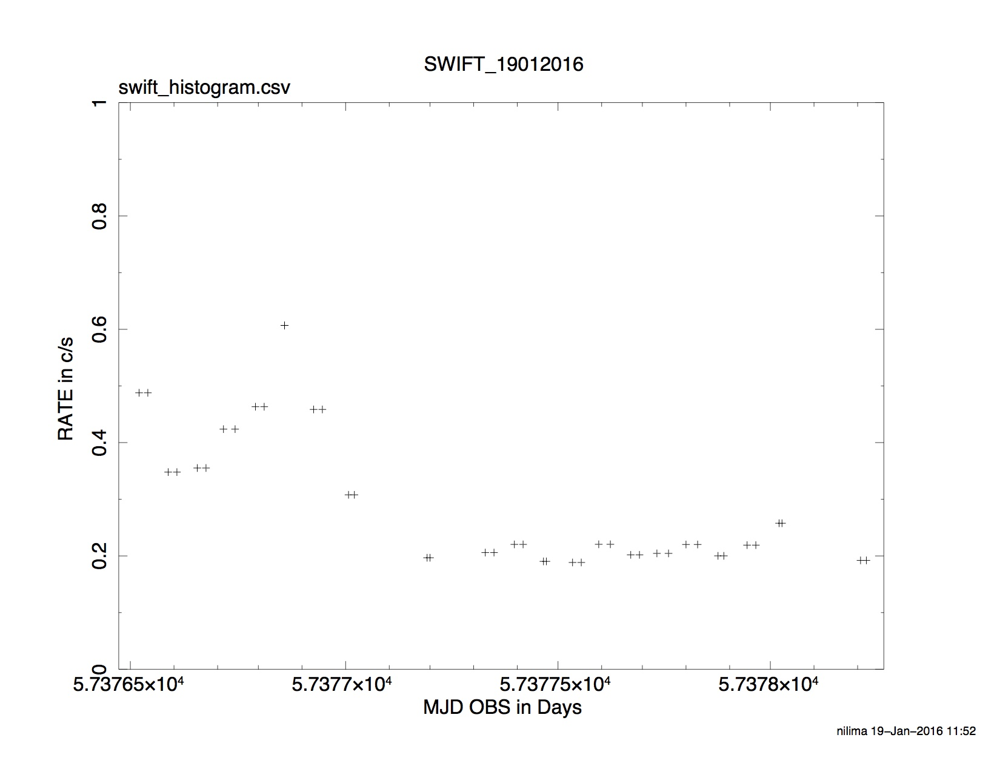 SWIFT_19012016
swift_histogram.csv
1
0.8
0.6
0.4
0.2
0
RATE in c/s
5.73765×10⁴ 5.7377×10⁴ 5.73775×10⁴ 5.7378×10⁴
MJD OBS in Days
nilima 19–Jan–2016 11:52